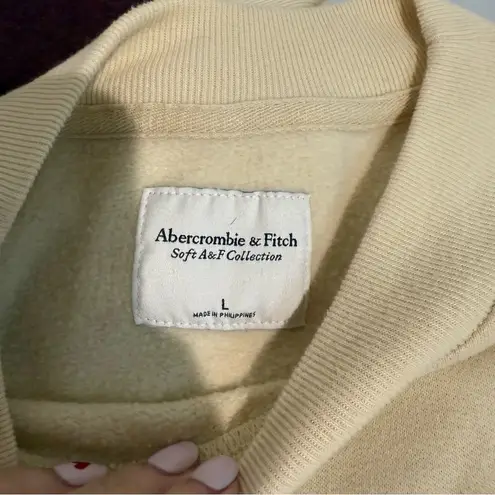 Abercrombie & Fitch
Soft A&F Collection
L
MADE IN PHILIPPINES